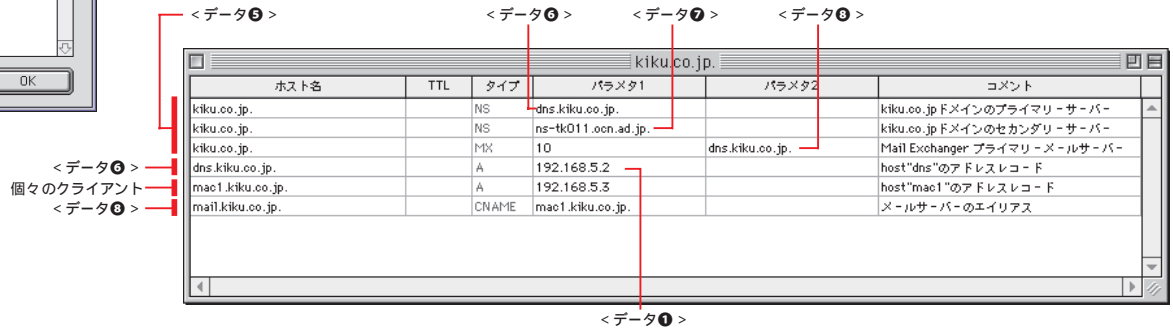 <データ❺>  <データ❻>  <データ❼>  <データ❽>
OK
kiku.co.jp.
ホスト名 TTL タイプ パラメタ1 パラメタ2 コメント
kiku.co.jp. NS dns.kiku.co.jp. kiku.co.jpドメインのプライマリーサーバー
kiku.co.jp. NS ns-tk011.ocn.ad.jp. kiku.co.jpドメインのセカンダリーサーバー
kiku.co.jp. MX 10 dns.kiku.co.jp. Mail Exchanger プライマリーメールサーバー
<データ❻> dns.kiku.co.jp. A 192.168.5.2 host"dns"のアドレスレコード
個々のクライアント mac1.kiku.co.jp. A 192.168.5.3 host"mac1"のアドレスレコード
<データ❽> mail.kiku.co.jp. CNAME mac1.kiku.co.jp. メールサーバーのエイリアス
<データ❶>